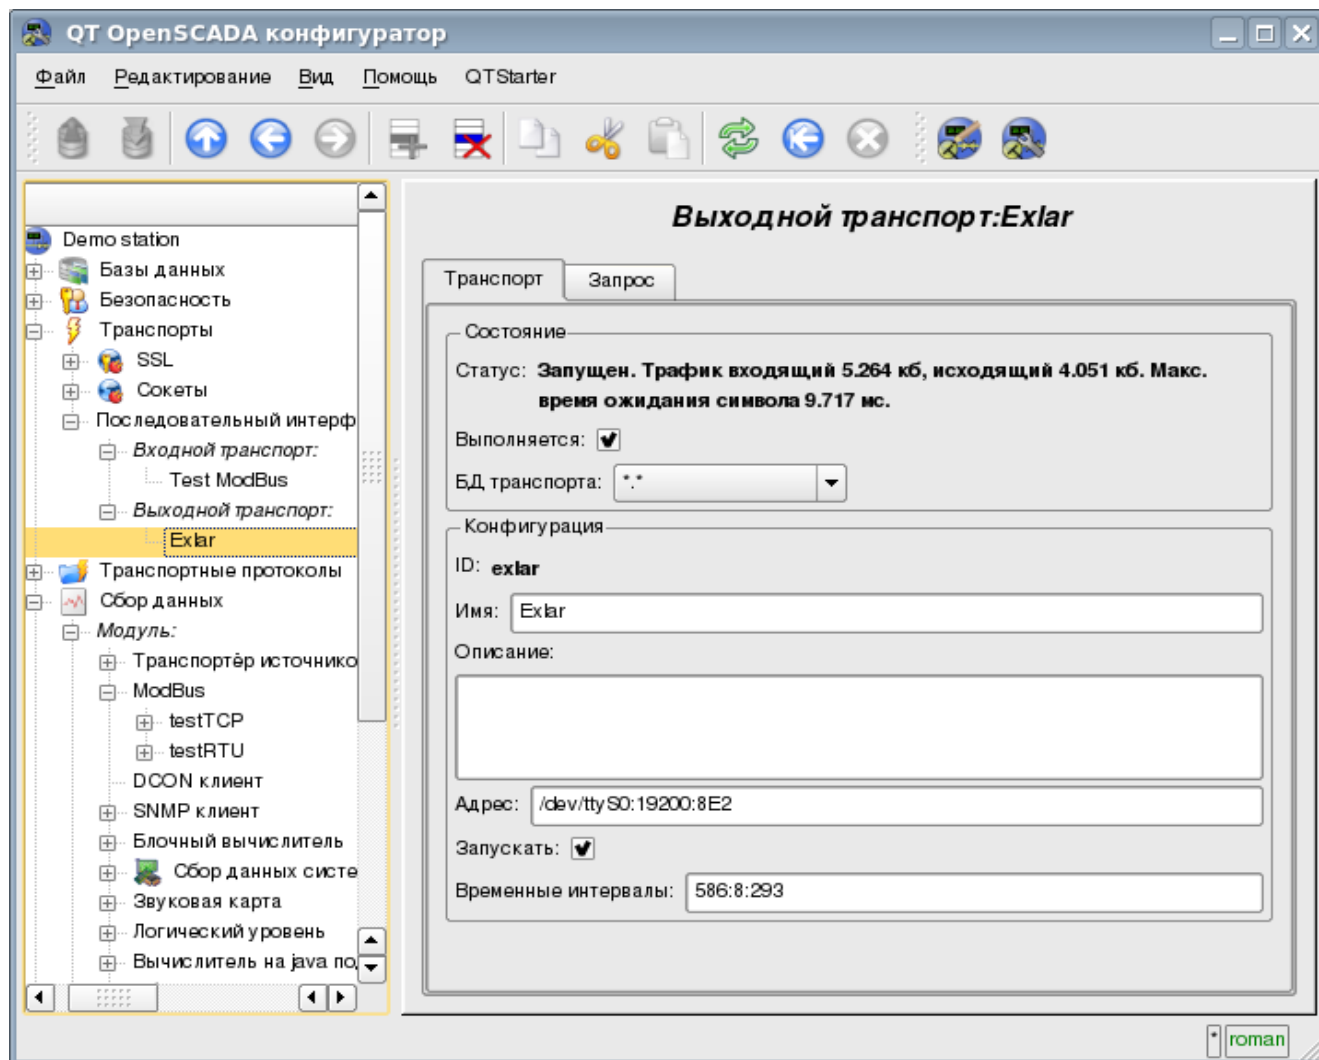 QT OpenSCADA конфигуратор
Файл Редактирование Вид Помощь QTStarter
Demo station
Базы данных
Безопасность
Транспорты
SSL
Сокеты
Последовательный интерф
Входной транспорт:
Test ModBus
Выходной транспорт:
Exlar
Транспортные протоколы
Сбор данных
Модуль:
Транспортёр источнико
ModBus
testTCP
testRTU
DCON клиент
SNMP клиент
Блочный вычислитель
Сбор данных систе
Звуковая карта
Логический уровень
Вычислитель на java по
Выходной транспорт:Exlar
Транспорт Запрос
Состояние
Статус: Запущен. Трафик входящий 5.264 кб, исходящий 4.051 кб. Макс.
время ожидания символа 9.717 мс.
Выполняется:
БД транспорта: *.*
Конфигурация
ID: exlar
Имя: Exlar
Описание:
Адрес: /dev/ttyS0:19200:8E2
Запускать:
Временные интервалы: 586:8:293
* roman